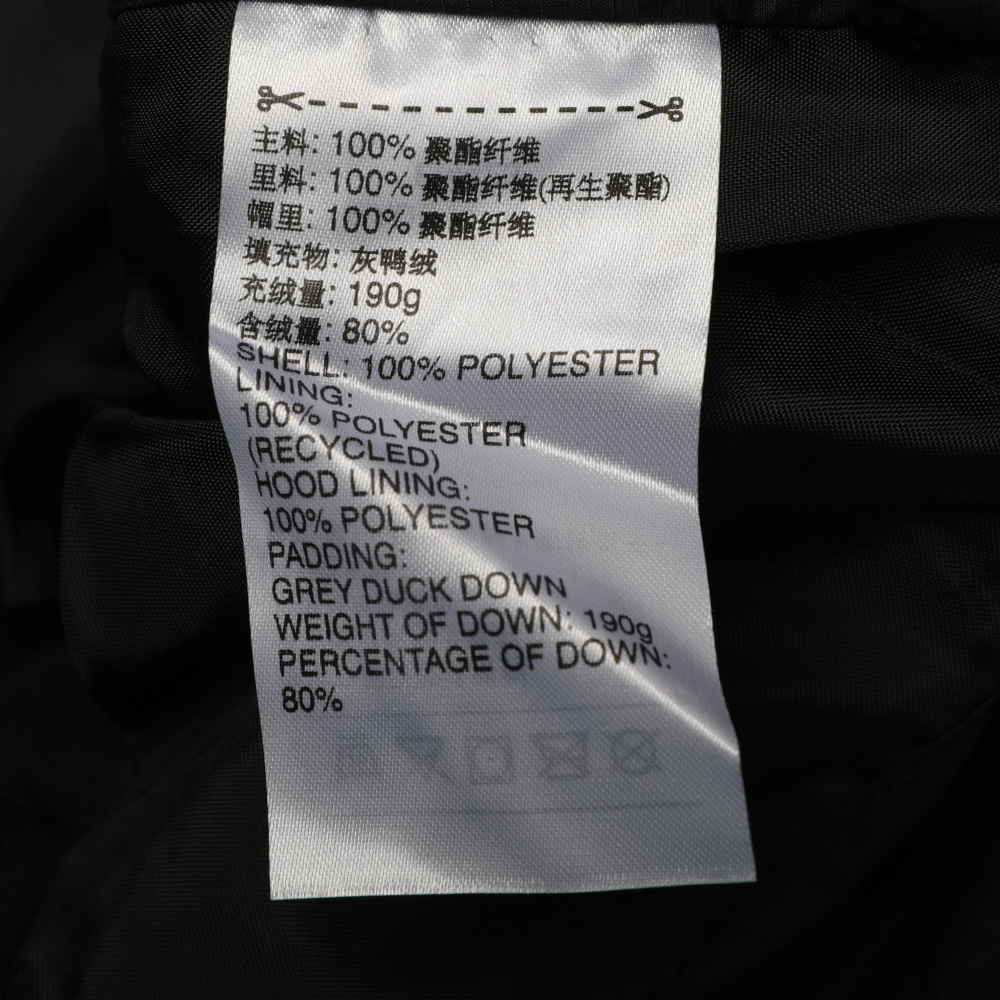 主料: 100% 聚酯纤维
里料: 100% 聚酯纤维(再生聚酯)
帽里: 100% 聚酯纤维
填充物: 灰鸭绒
充绒量: 190g
含绒量: 80%
SHELL: 100% POLYESTER
LINING:
100% POLYESTER
(RECYCLED)
HOOD LINING:
100% POLYESTER
PADDING:
GREY DUCK DOWN
WEIGHT OF DOWN: 190g
PERCENTAGE OF DOWN:
80%